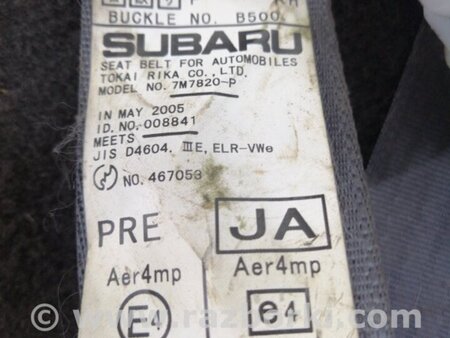 BUCKLE NO. B500
SUBARU
SEAT BELT FOR AUTOMOBILES
TOKAI RIKA CO., LTD.
MODEL NO. 7M7820-P
IN MAY 2005
ID. NO.-008841
MEETS
JIS D4604. ⅢE, ELR-VWe
NO. 467053
PRE JA
Aer4mp Aer4mp
E4 e4